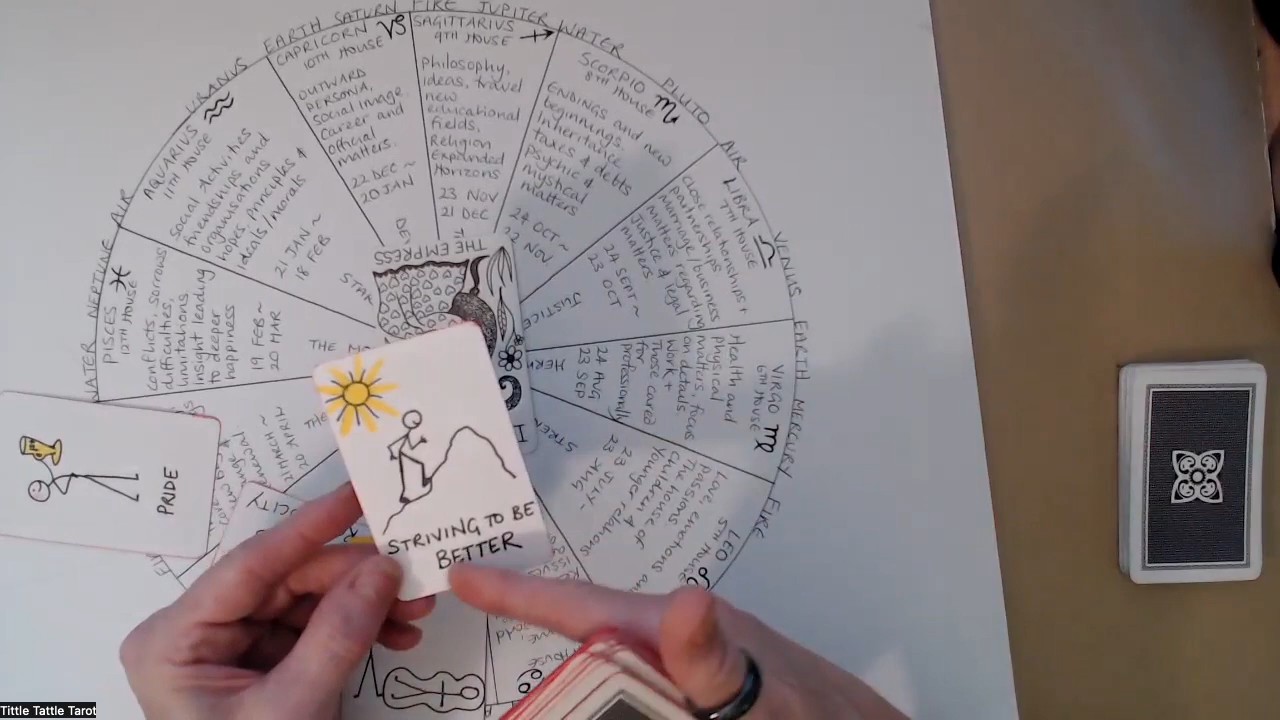 EARTH SATURN
CAPRICORN
10TH HOUSE
OUTWARD
PERSONA,
social image,
Career and
official
matters.
22 DEC ~
20 JAN
FIRE JUPITER
SAGITTARIUS
9TH HOUSE
Philosophy,
ideas, travel
new
educational
fields,
Religion
Expanded
Horizons
23 NOV
21 DEC
WATER PLUTO
SCORPIO
8TH HOUSE
ENDINGS and new
beginnings,
Inheritance
taxes & debts
Psychic &
mystical
matters
24 OCT ~
22 NOV
AIR VENUS
LIBRA
7TH HOUSE
close relationships +
partnerships
Marriage/business
Matters regarding
Justice & legal
matters.
24 SEPT ~
23 OCT
JUSTICE
EARTH MERCURY
VIRGO
6TH HOUSE
Health and
physical
matters, focus
on details
work +
Those cared
for
professionally
24 AUG
23 SEP
FIRE
LEO
5TH HOUSE
Love, emotions and
passions
The house of
children &
Younger relations
23 JULY -
23 AUG
URANUS
AIR
AQUARIUS
11TH HOUSE
Social Activities
friendships and
organisations
hopes, Principles &
ideals/morals
21 JAN ~
18 FEB
STAR
WATER NEPTUNE
PISCES
12TH HOUSE
conflicts, sorrows
difficulties,
limitations
insight leading
to deeper
happiness
19 FEB ~
20 MAR
21 MARCH ~
20 APRIL
THE EMPRESS
PRIDE
STRIVING TO BE
BETTER
Tittle Tattle Tarot